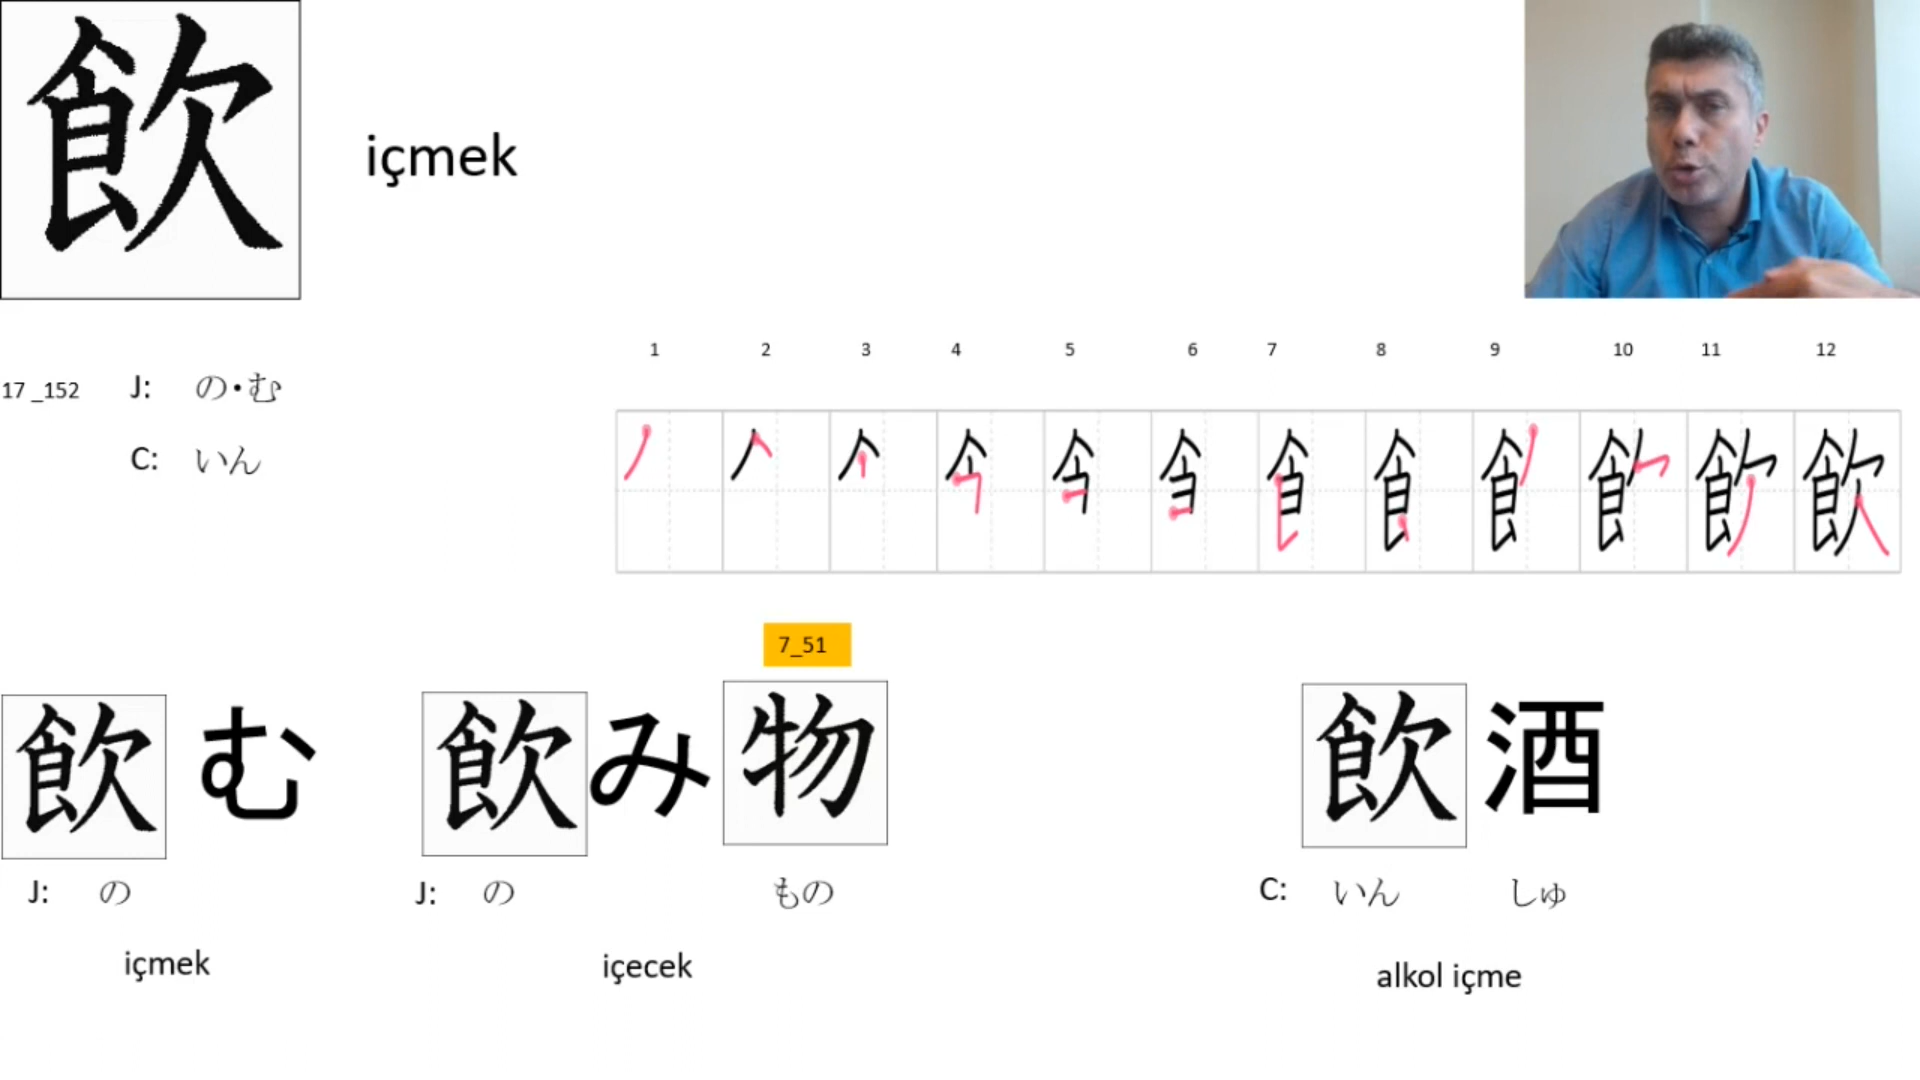 飲
içmek
17 _152 J: の・む
C: いん
1 2 3 4 5 6 7 8 9 10 11 12
飲
7_51
飲む
飲み物
飲酒
J: の
J: の もの
C: いん しゅ
içmek
içecek
alkol içme